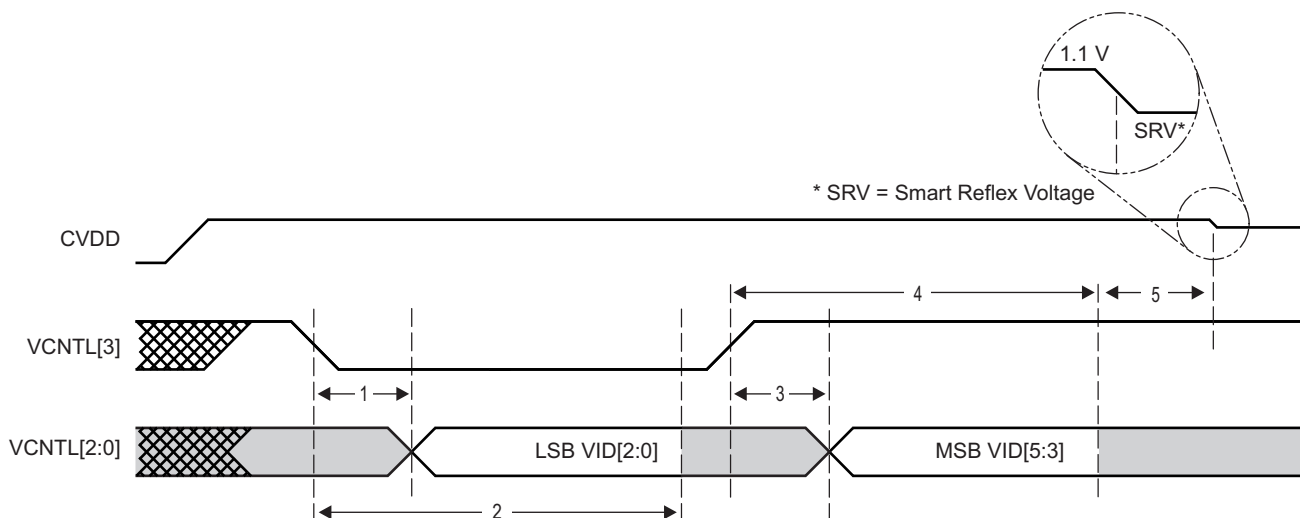 1.1 V
SRV*
* SRV = Smart Reflex Voltage
CVDD
4
5
VCNTL[3]
1
3
VCNTL[2:0]
LSB VID[2:0]
MSB VID[5:3]
2